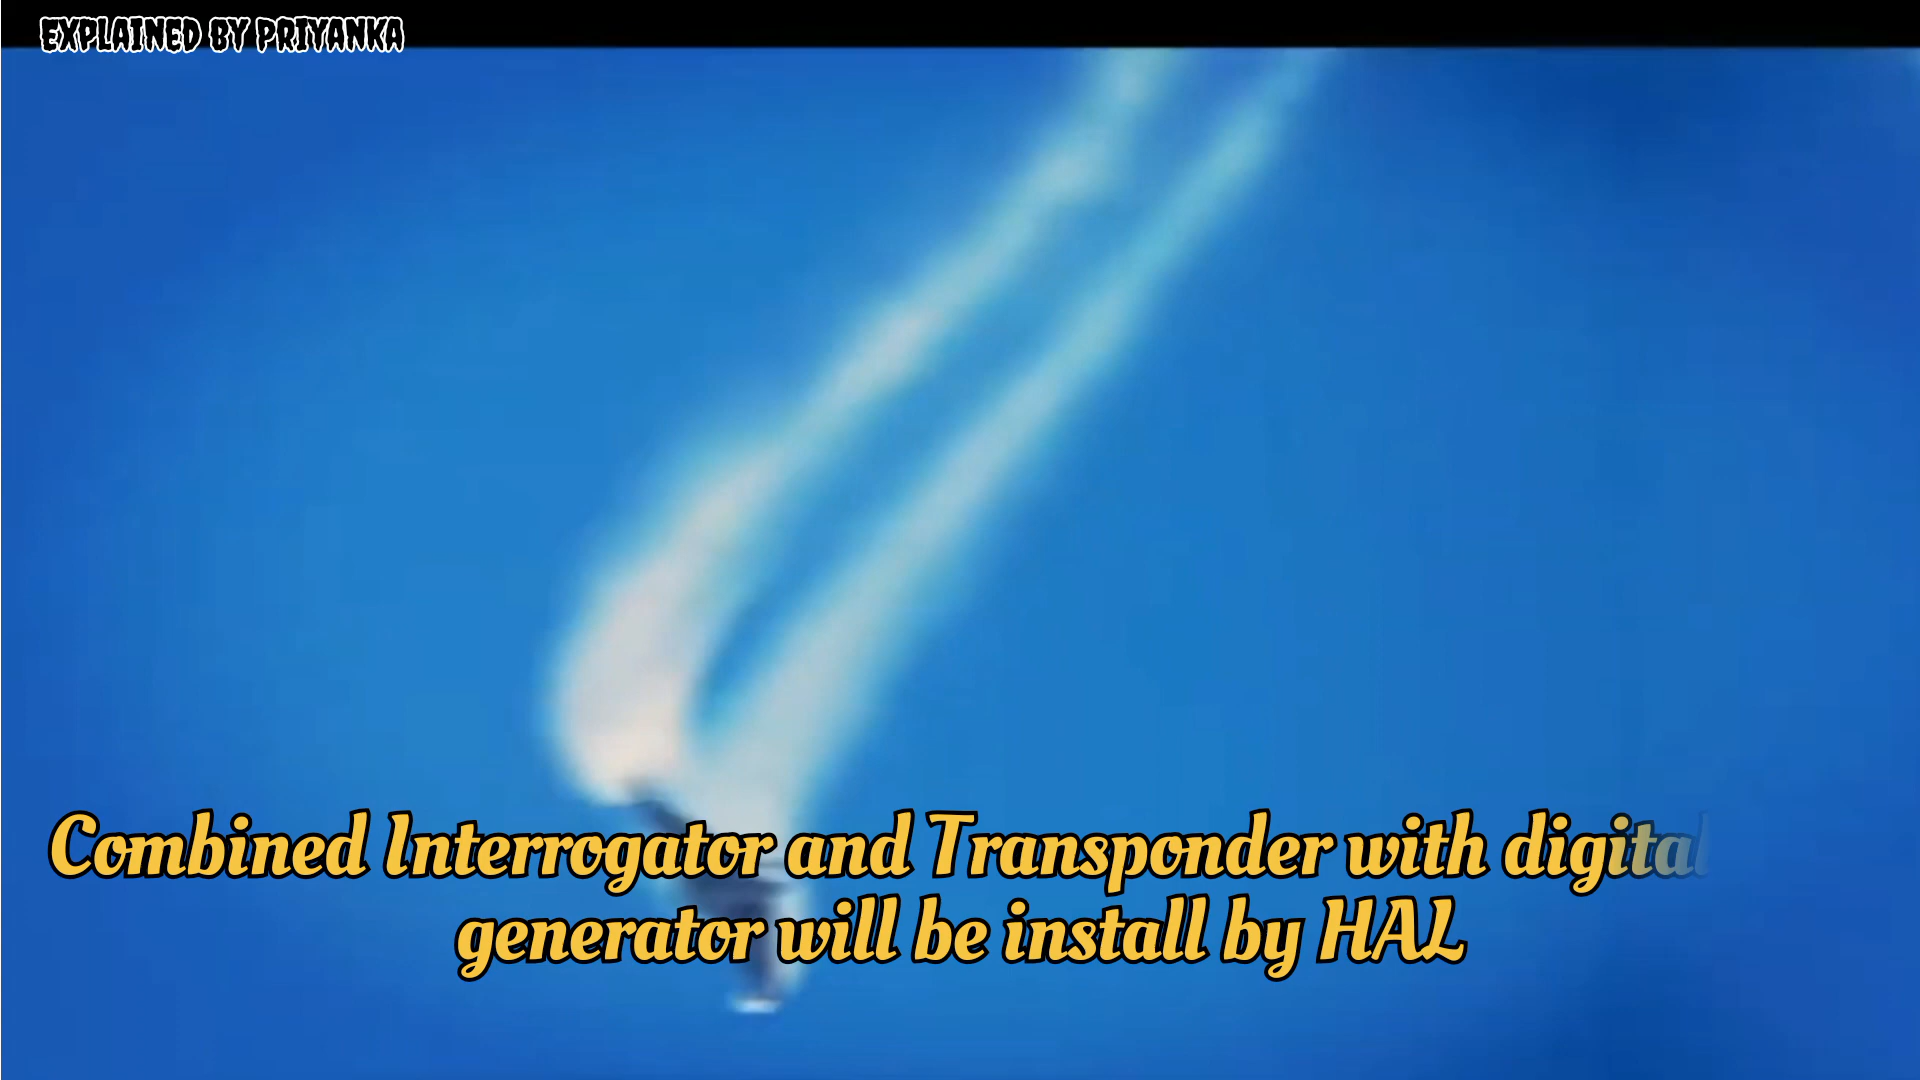 EXPLAINED BY PRIYANKA
Combined Interrogator and Transponder with digital
generator will be install by HAL